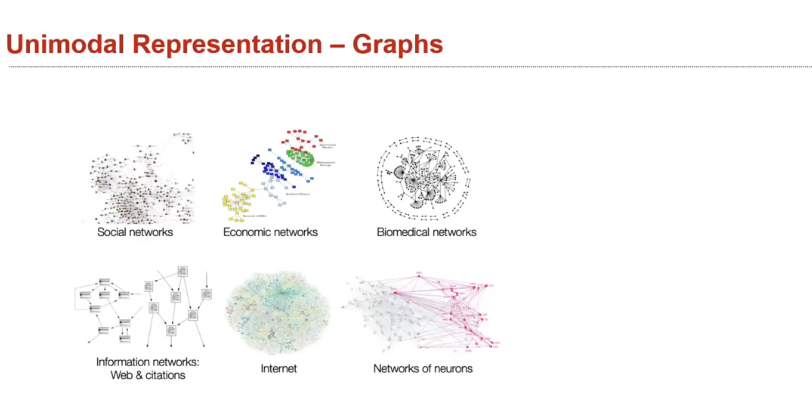 Unimodal Representation – Graphs
Social networks
Economic networks
Biomedical networks
Information networks:
Web & citations
Internet
Networks of neurons